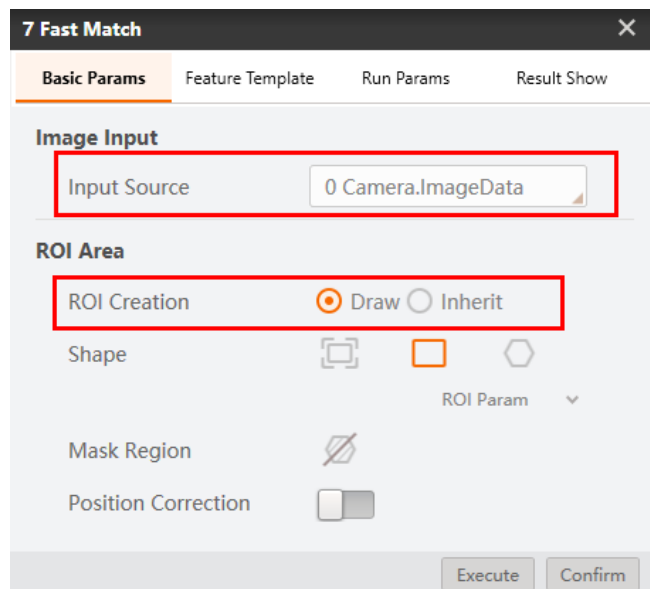 7 Fast Match
Basic Params Feature Template Run Params Result Show
Image Input
Input Source 0 Camera.ImageData
ROI Area
ROI Creation Draw Inherit
Shape
ROI Param
Mask Region
Position Correction
Execute Confirm